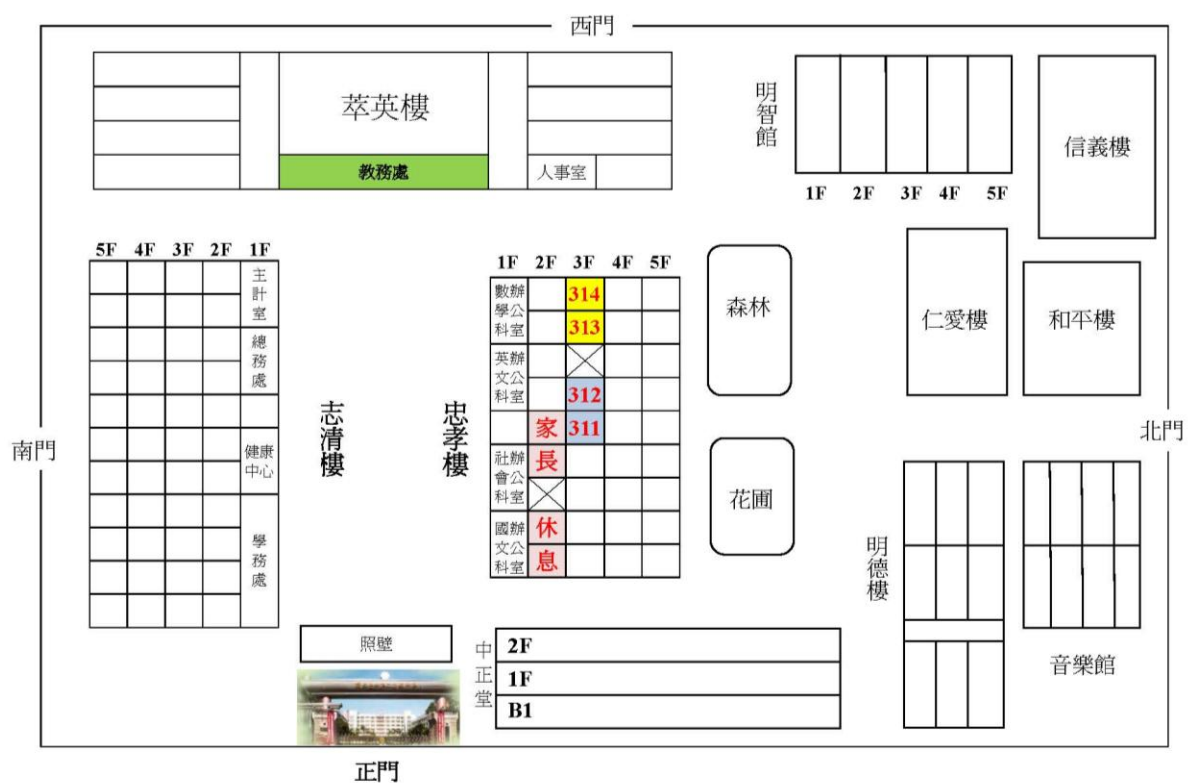 西門
萃英樓
教務處
人事室
明智館
1F 2F 3F 4F 5F
信義樓
5F 4F 3F 2F 1F
主計室
總務處
健康中心
學務處
志清樓
忠孝樓
1F 2F 3F 4F 5F
數學科辦公室
314
313
英文科辦公室
312
家 311
社會科辦公室
長
國文科辦公室
休
息
森林
花圃
仁愛樓
和平樓
南門
北門
明德樓
音樂館
照壁
中正堂
2F
1F
B1
正門